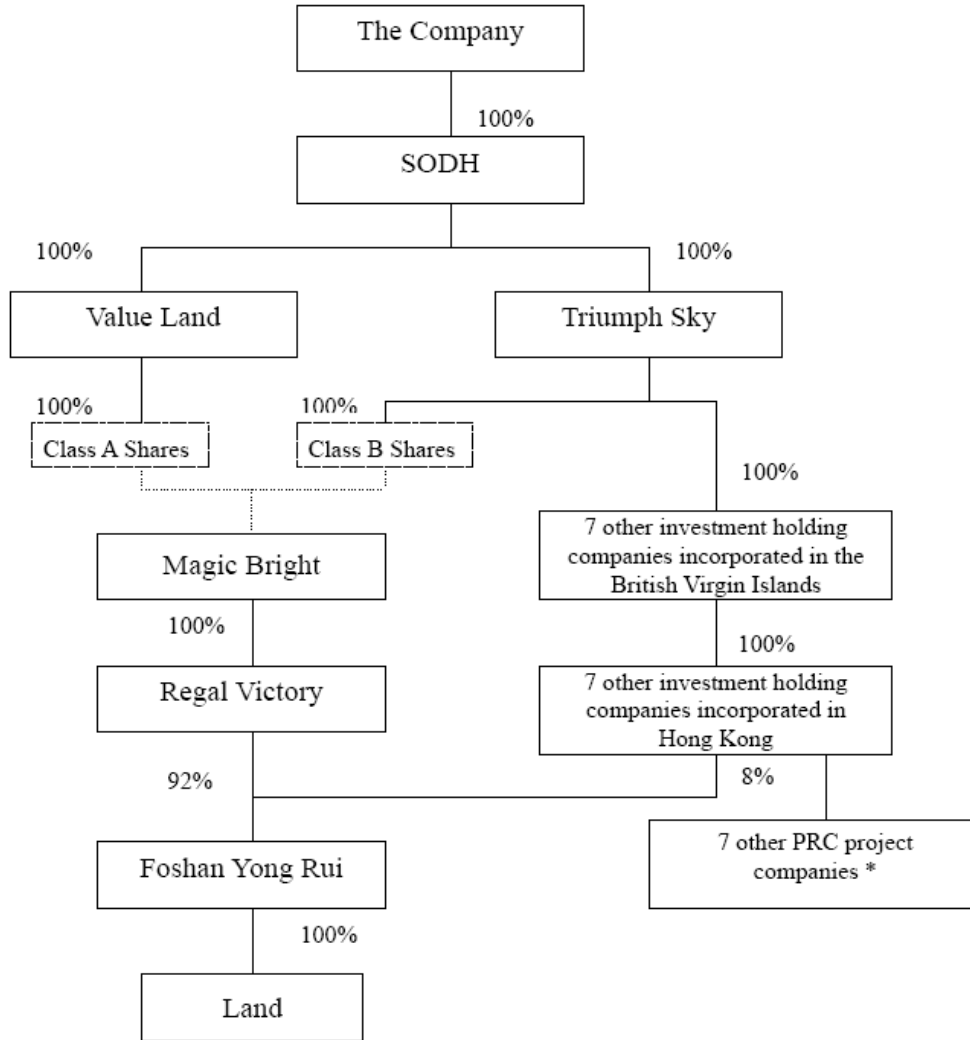 The Company
100%
SODH
100%
100%
Value Land
Triumph Sky
100%
100%
Class A Shares
Class B Shares
100%
7 other investment holding
companies incorporated in the
British Virgin Islands
Magic Bright
100%
100%
Regal Victory
7 other investment holding
companies incorporated in
Hong Kong
92%
8%
Foshan Yong Rui
7 other PRC project
companies *
100%
Land